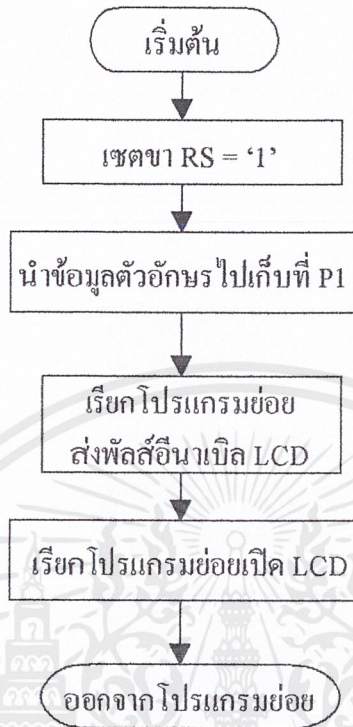 เริ่มต้น
เซตขา RS = ‘1’
นำข้อมูลตัวอักษร ไปเก็บที่ P1
เรียกโปรแกรมย่อย
ส่งพัลส์อีนาเบิล LCD
เรียกโปรแกรมย่อยเปิด LCD
ออกจากโปรแกรมย่อย